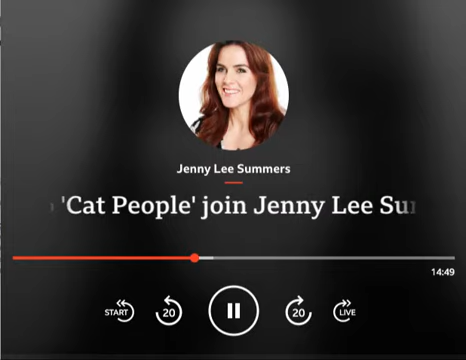 Jenny Lee Summers
'Cat People' join Jenny Lee Su
14:49
START
20
20
LIVE